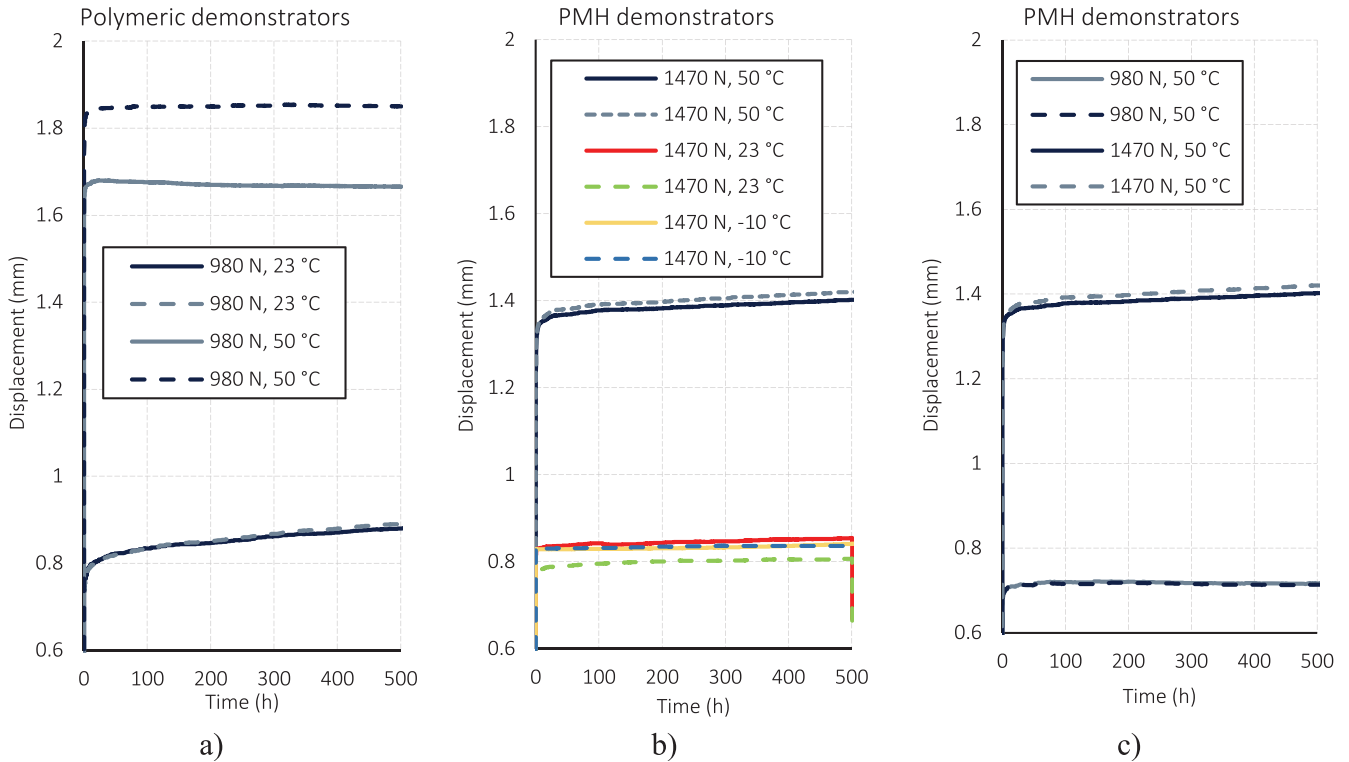 Polymeric demonstrators
2
1.8
1.6
1.4
1.2
1
0.8
0.6
Displacement (mm)
980 N, 23 °C
980 N, 23 °C
980 N, 50 °C
980 N, 50 °C
0 100 200 300 400 500
Time (h)
a)
PMH demonstrators
2
1.8
1.6
1.4
1.2
1
0.8
0.6
Displacement (mm)
1470 N, 50 °C
1470 N, 50 °C
1470 N, 23 °C
1470 N, 23 °C
1470 N, -10 °C
1470 N, -10 °C
0 100 200 300 400 500
Time (h)
b)
PMH demonstrators
2
1.8
1.6
1.4
1.2
1
0.8
0.6
Displacement (mm)
980 N, 50 °C
980 N, 50 °C
1470 N, 50 °C
1470 N, 50 °C
0 100 200 300 400 500
Time (h)
c)